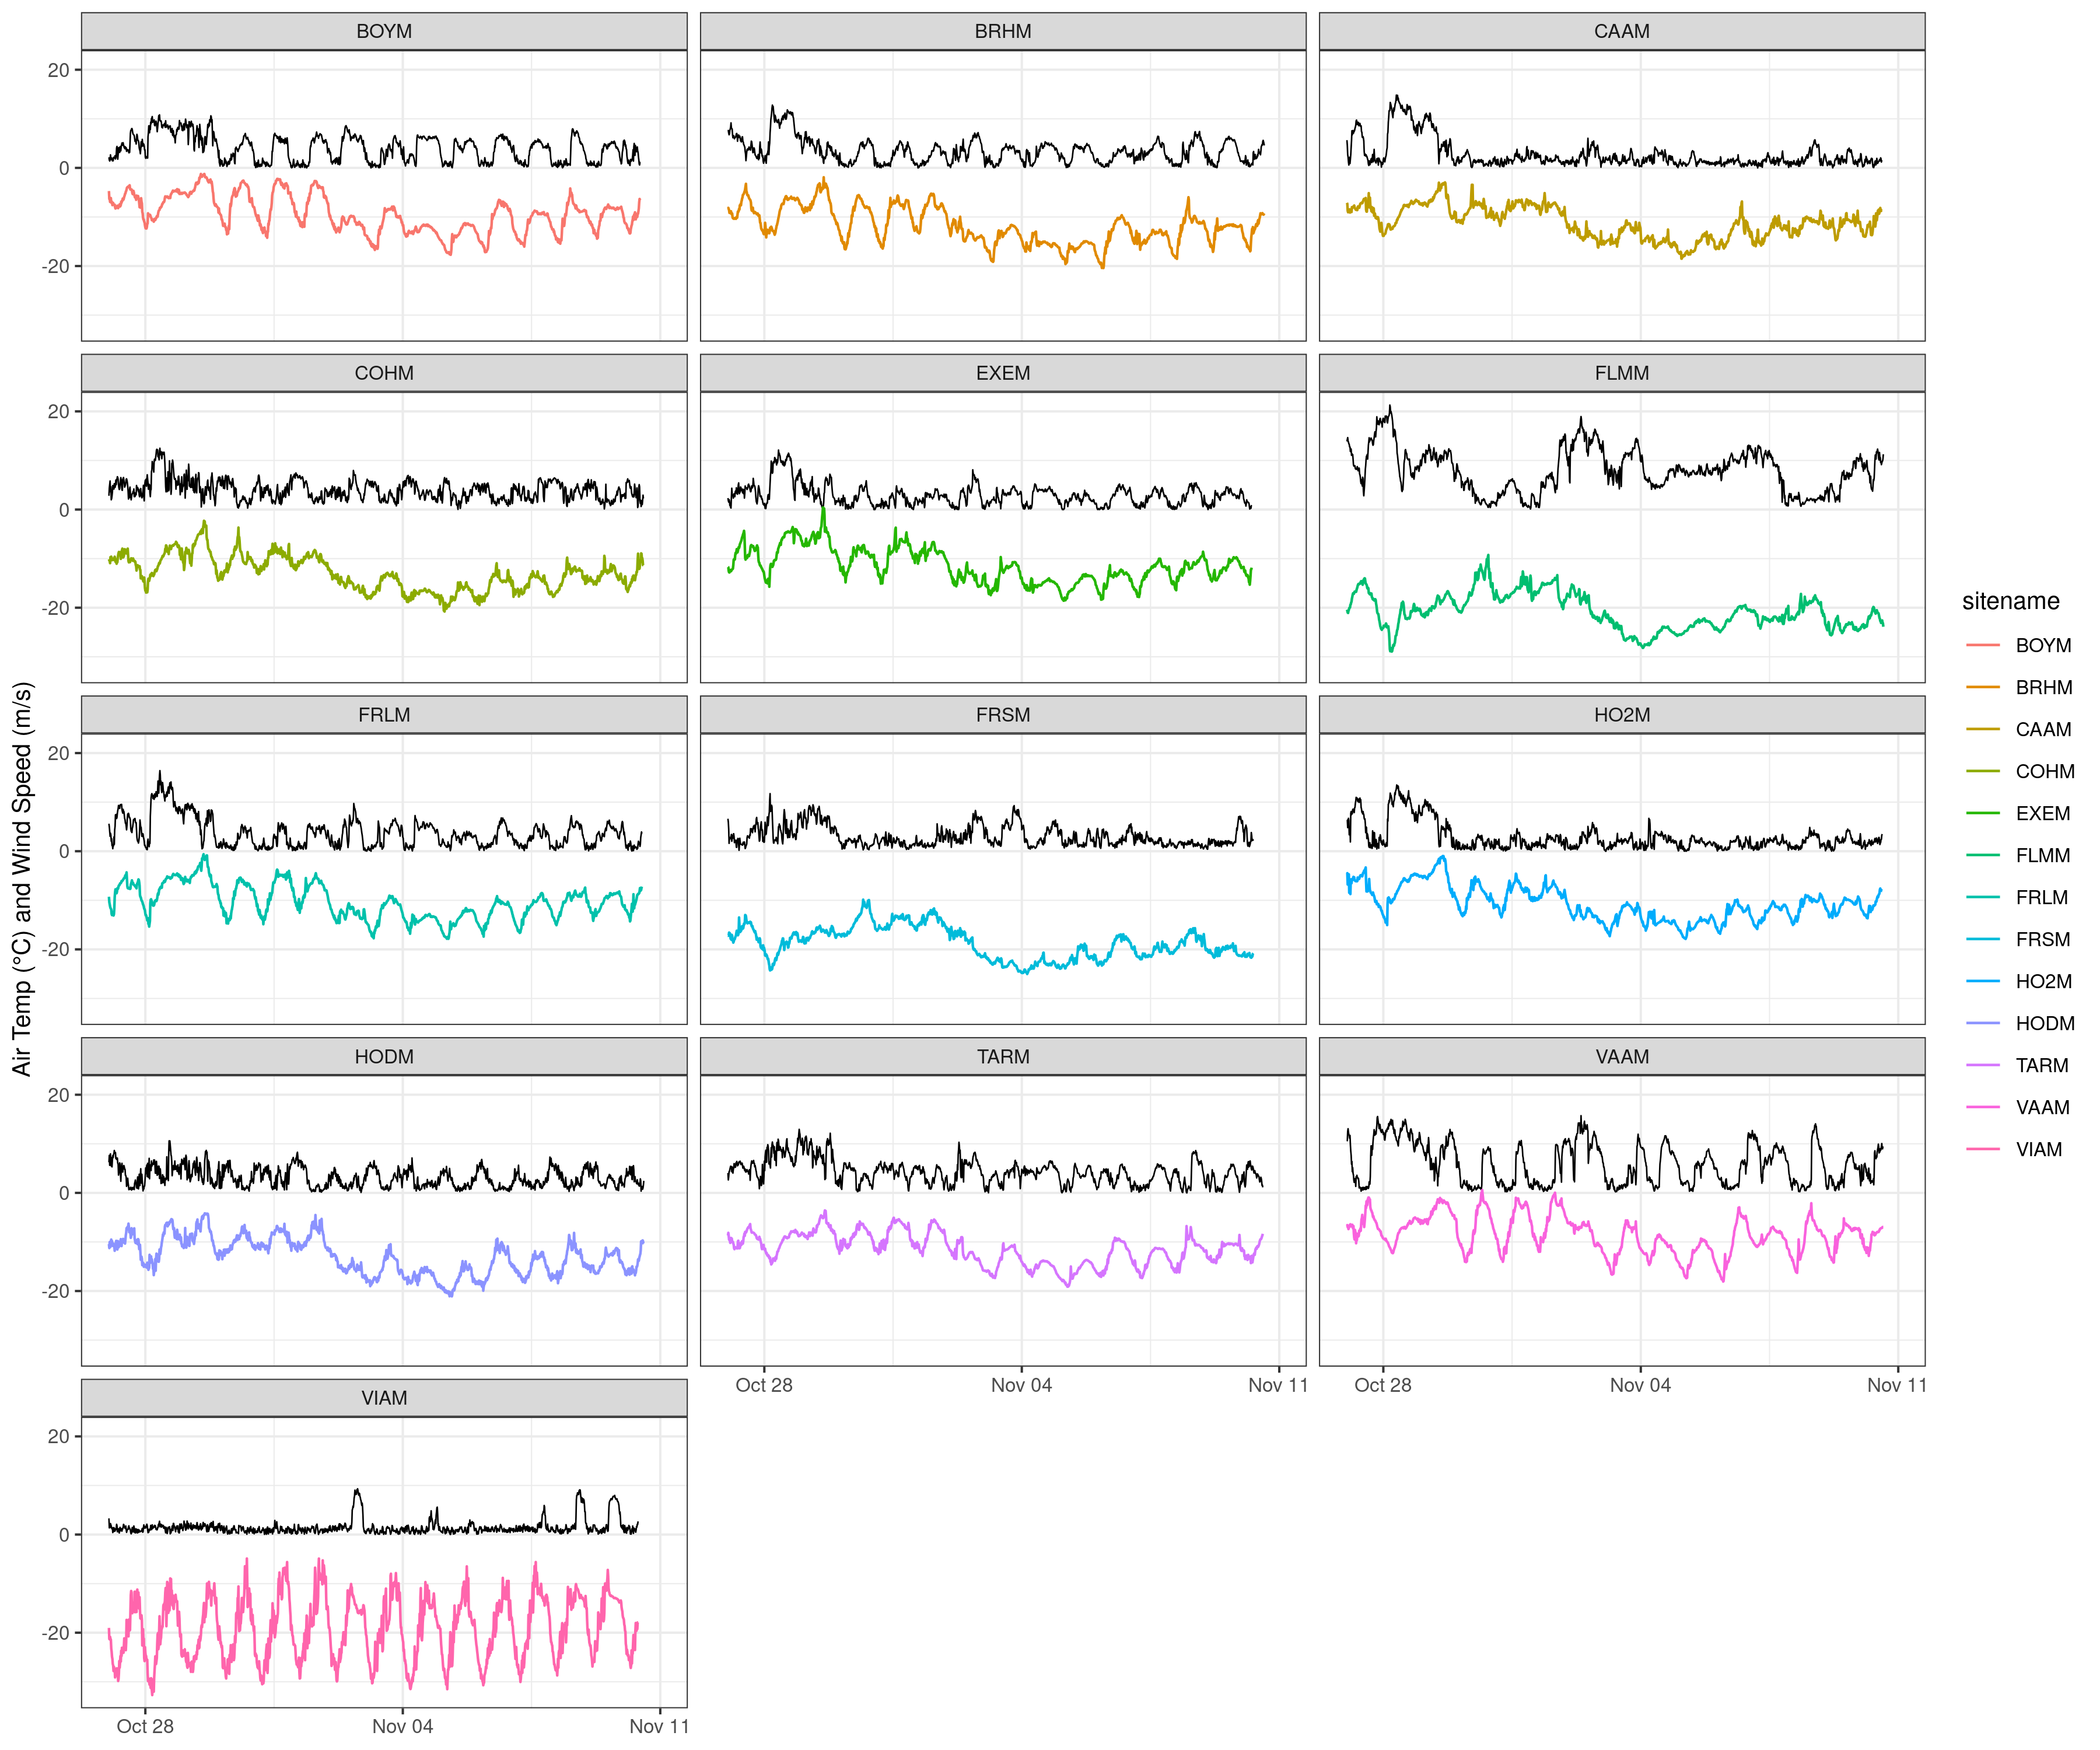 BOYM BRHM CAAM
20
0
-20
COHM EXEM FLMM
20
0
-20
FRLM FRSM HO2M
20
0
-20
HODM TARM VAAM
20
0
-20
Oct 28 Nov 04 Nov 11 Oct 28 Nov 04 Nov 11
VIAM
20
0
-20
Oct 28 Nov 04 Nov 11
Air Temp (°C) and Wind Speed (m/s)
sitename
BOYM
BRHM
CAAM
COHM
EXEM
FLMM
FRLM
FRSM
HO2M
HODM
TARM
VAAM
VIAM